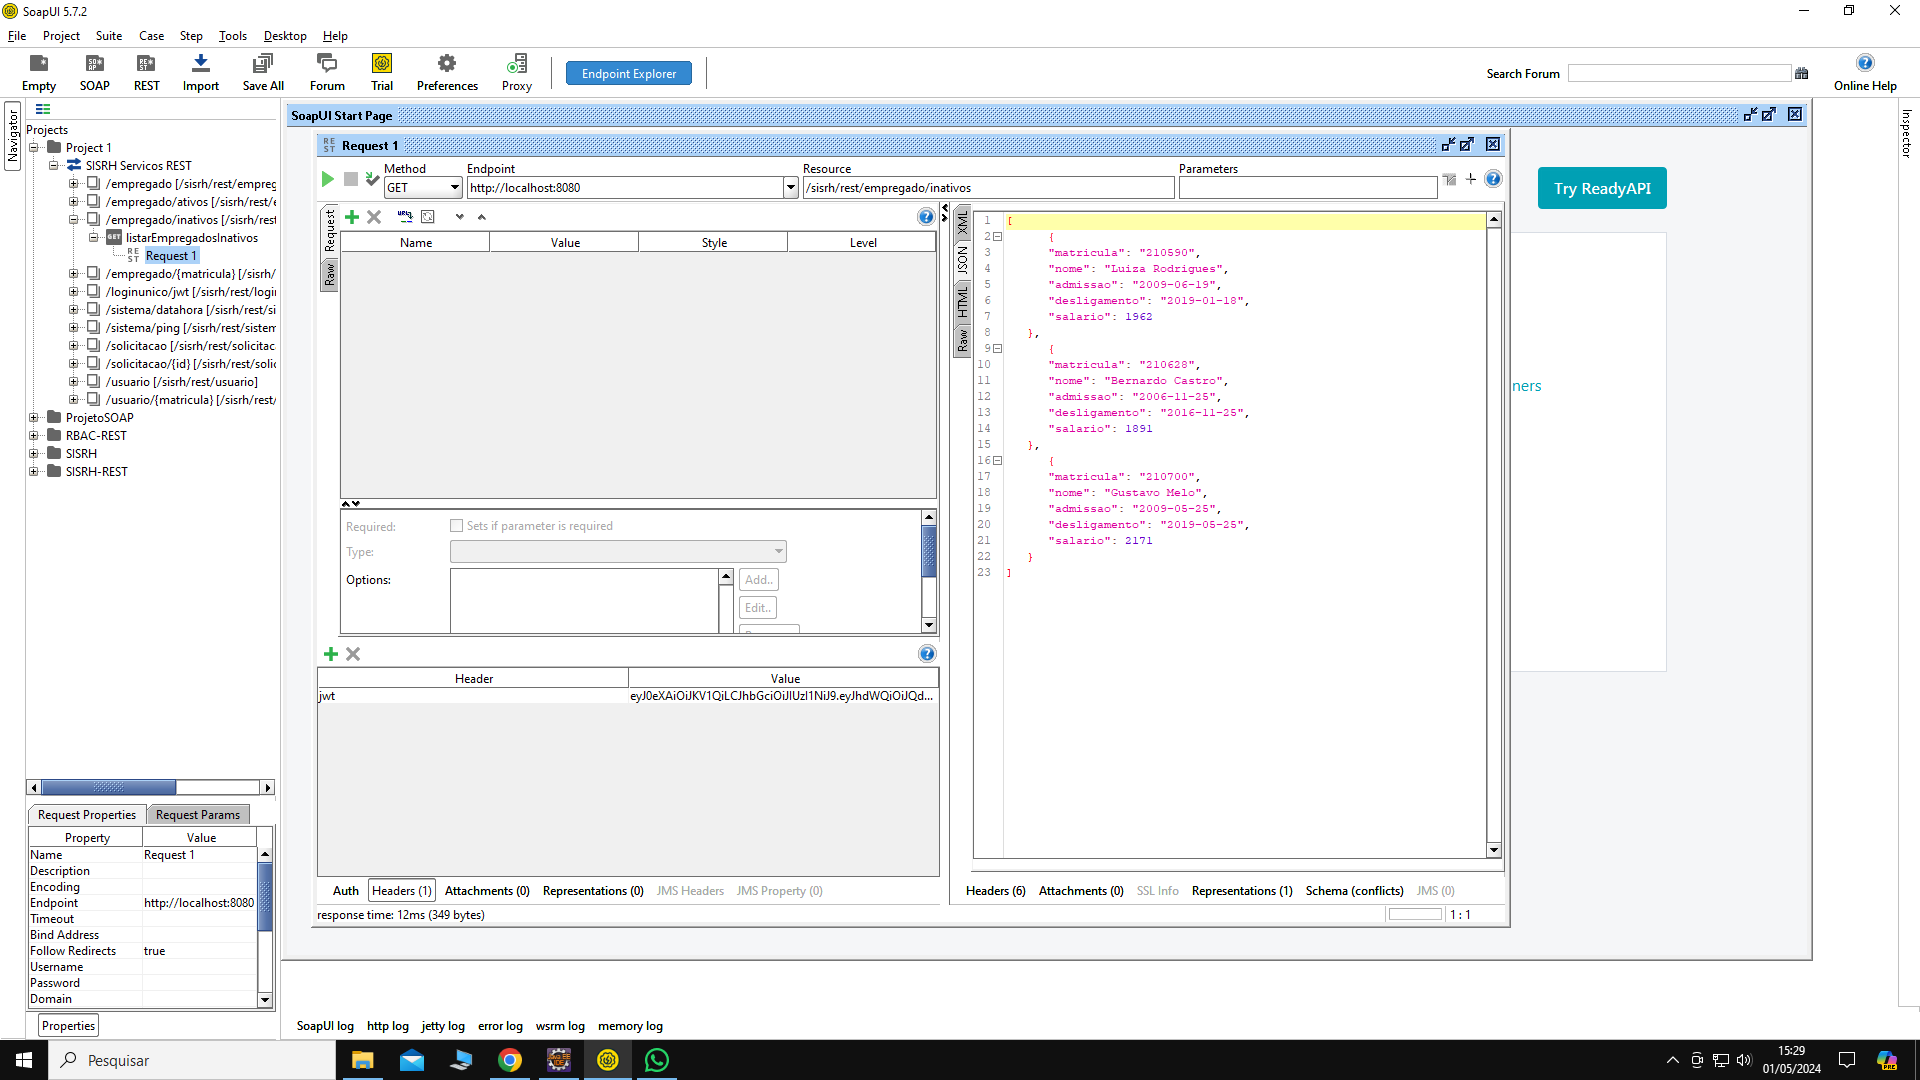 SoapUI 5.7.2
File Project Suite Case Step Tools Desktop Help
Empty SOAP REST Import Save All Forum Trial Preferences Proxy Endpoint Explorer Search Forum Online Help
Navigator
Projects
Project 1
SISRH Servicos REST
/empregado [/sisrh/rest/empreg
/empregado/ativos [/sisrh/rest/e
/empregado/inativos [/sisrh/rest
GET listarEmpregadosInativos
REST Request 1
/empregado/{matricula} [/sisrh/
/loginunico/jwt [/sisrh/rest/logi
/sistema/datahora [/sisrh/rest/si
/sistema/ping [/sisrh/rest/sistem
/solicitacao [/sisrh/rest/solicitac
/solicitacao/{id} [/sisrh/rest/solic
/usuario [/sisrh/rest/usuario]
/usuario/{matricula} [/sisrh/rest/
ProjetoSOAP
RBAC-REST
SISRH
SISRH-REST
Request Properties Request Params
Property Value
Name Request 1
Description
Encoding
Endpoint http://localhost:8080
Timeout
Bind Address
Follow Redirects true
Username
Password
Domain
Properties
SoapUI Start Page
REST Request 1
Method Endpoint Resource Parameters
GET http://localhost:8080 /sisrh/rest/empregado/inativos
Request
Raw
Name Value Style Level
Required: Sets if parameter is required
Type:
Options: Add..
Edit..
Header Value
jwt eyJ0eXAiOiJKV1QiLCJhbGciOiJIUzI1NiJ9.eyJhdWQiOiJQd...
Auth Headers (1) Attachments (0) Representations (0) JMS Headers JMS Property (0)
response time: 12ms (349 bytes)
XML
JSON
HTML
Raw
1 [
2 {
3 "matricula": "210590",
4 "nome": "Luiza Rodrigues",
5 "admissao": "2009-06-19",
6 "desligamento": "2019-01-18",
7 "salario": 1962
8 },
9 {
10 "matricula": "210628",
11 "nome": "Bernardo Castro",
12 "admissao": "2006-11-25",
13 "desligamento": "2016-11-25",
14 "salario": 1891
15 },
16 {
17 "matricula": "210700",
18 "nome": "Gustavo Melo",
19 "admissao": "2009-05-25",
20 "desligamento": "2019-05-25",
21 "salario": 2171
22 }
23 ]
Headers (6) Attachments (0) SSL Info Representations (1) Schema (conflicts) JMS (0)
1 : 1
Try ReadyAPI
ners
Inspector
SoapUI log http log jetty log error log wsrm log memory log
Pesquisar
15:29
01/05/2024